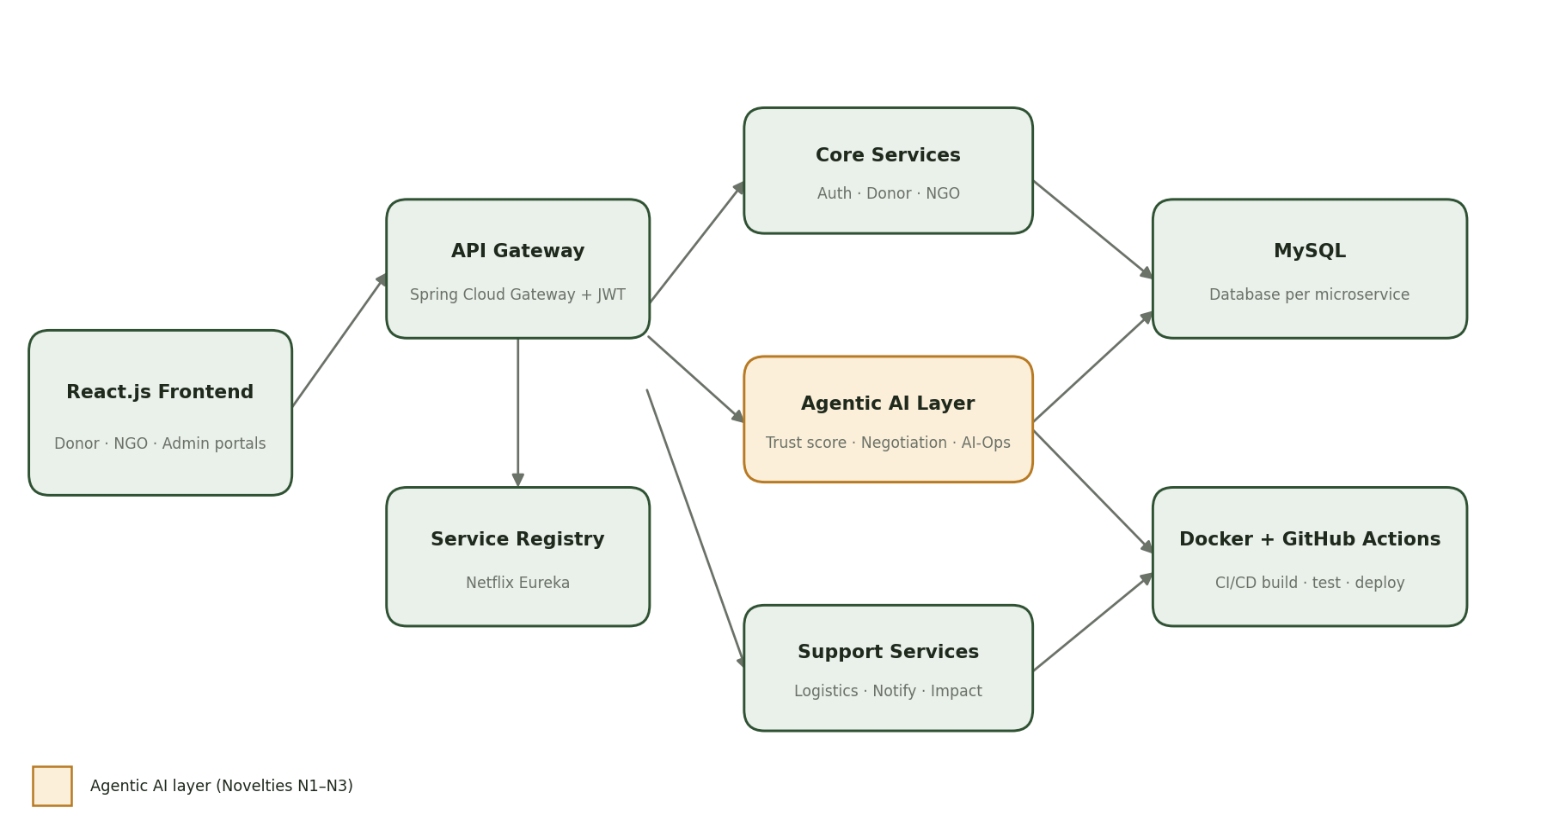 Core Services
Auth · Donor · NGO
API Gateway
Spring Cloud Gateway + JWT
MySQL
Database per microservice
React.js Frontend
Donor · NGO · Admin portals
Agentic AI Layer
Trust score · Negotiation · AI-Ops
Service Registry
Netflix Eureka
Docker + GitHub Actions
CI/CD build · test · deploy
Support Services
Logistics · Notify · Impact
Agentic AI layer (Novelties N1–N3)